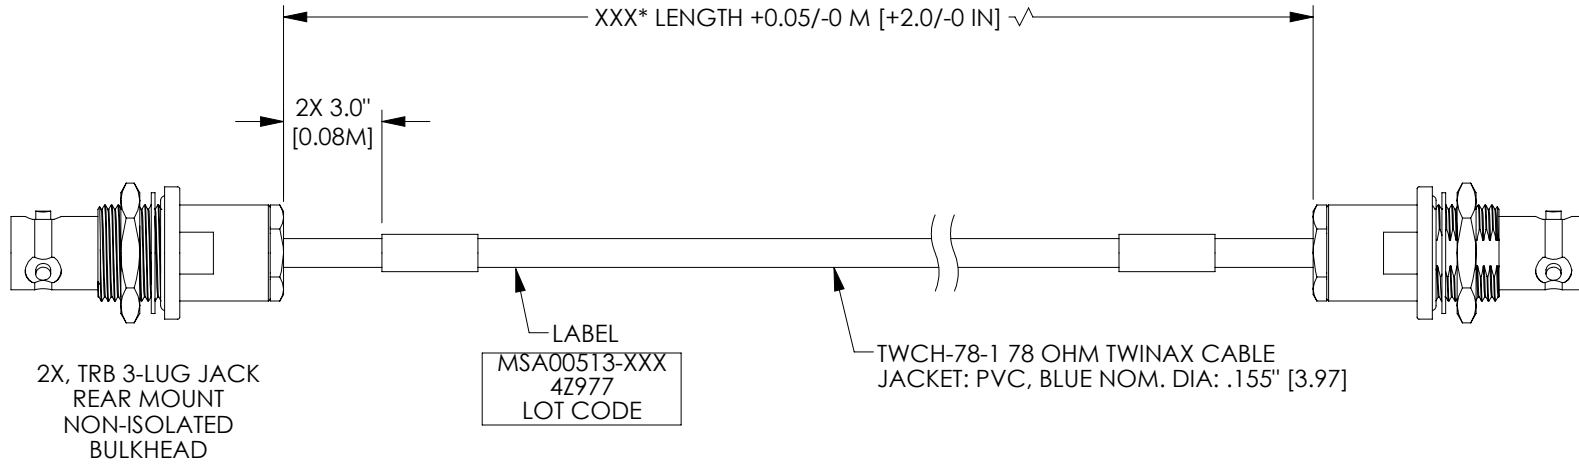 XXX* LENGTH +0.05/-0 M [+2.0/-0 IN]
2X 3.0"
[0.08M]
LABEL
MSA00513-XXX
4Z977
LOT CODE
TWCH-78-1 78 OHM TWINAX CABLE
JACKET: PVC, BLUE NOM. DIA: .155" [3.97]
2X, TRB 3-LUG JACK
REAR MOUNT
NON-ISOLATED
BULKHEAD